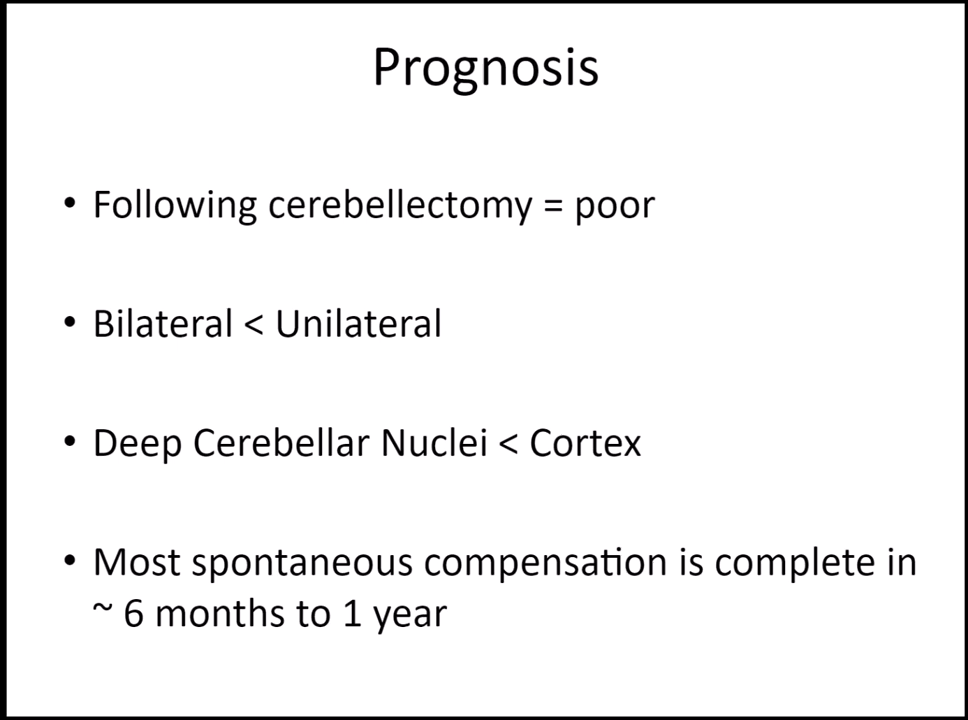 Prognosis
• Following cerebellectomy = poor
• Bilateral < Unilateral
• Deep Cerebellar Nuclei < Cortex
• Most spontaneous compensation is complete in
~ 6 months to 1 year